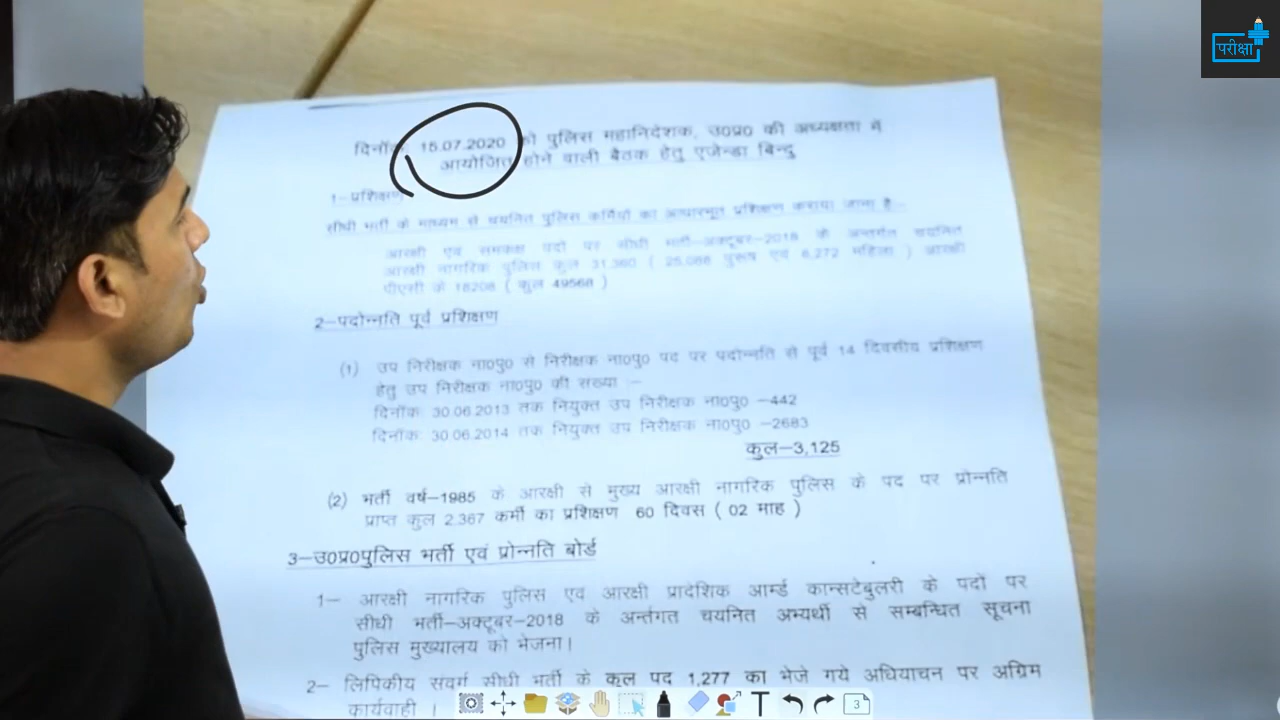 परीक्षा
दिनॉक 15.07.2020 को पुलिस महानिदेशक, उ0प्र0 की अध्यक्षता में
आयोजित होने वाली बैठक हेतु एजेन्डा बिन्दु
1–प्रशिक्षण
सीधी भर्ती के माध्यम से चयनित पुलिस कर्मियों का आधारभूत प्रशिक्षण कराया जाना है–
आरक्षी एवं समकक्ष पदों पर सीधी भर्ती–अक्टूबर–2018 के अन्तर्गत चयनित
आरक्षी नागरिक पुलिस कुल 31,360 ( पुरूष एवं 6,272 महिला ) आरक्षी
पीएसी के 18208 ( कुल 49568 )
2–पदोन्नति पूर्व प्रशिक्षण
(1) उप निरीक्षक ना0पु0 से निरीक्षक ना0पु0 पद पर पदोन्नति से पूर्व 14 दिवसीय प्रशिक्षण
हेतु उप निरीक्षक ना0पु0 की संख्या :–
दिनॉक 30.06.2013 तक नियुक्त उप निरीक्षक ना0पु0 –442
दिनॉक 30.06.2014 तक नियुक्त उप निरीक्षक ना0पु0 –2683
कुल–3,125
(2) भर्ती वर्ष–1985 के आरक्षी से मुख्य आरक्षी नागरिक पुलिस के पद पर प्रोन्नति
प्राप्त कुल 2,367 कर्मी का प्रशिक्षण 60 दिवस ( 02 माह )
3–उ0प्र0पुलिस भर्ती एवं प्रोन्नति बोर्ड
1– आरक्षी नागरिक पुलिस एव आरक्षी प्रादेशिक आर्म्ड कान्सटेबुलरी के पदों पर
सीधी भर्ती–अक्टूबर–2018 के अर्न्तगत चयनित अभ्यर्थी से सम्बन्धित सूचना
पुलिस मुख्यालय को भेजना।
2– लिपिकीय संवर्ग सीधी भर्ती के कुल पद 1,277 का भेजे गये अधियाचन पर अग्रिम
कार्यवाही ।
T
3